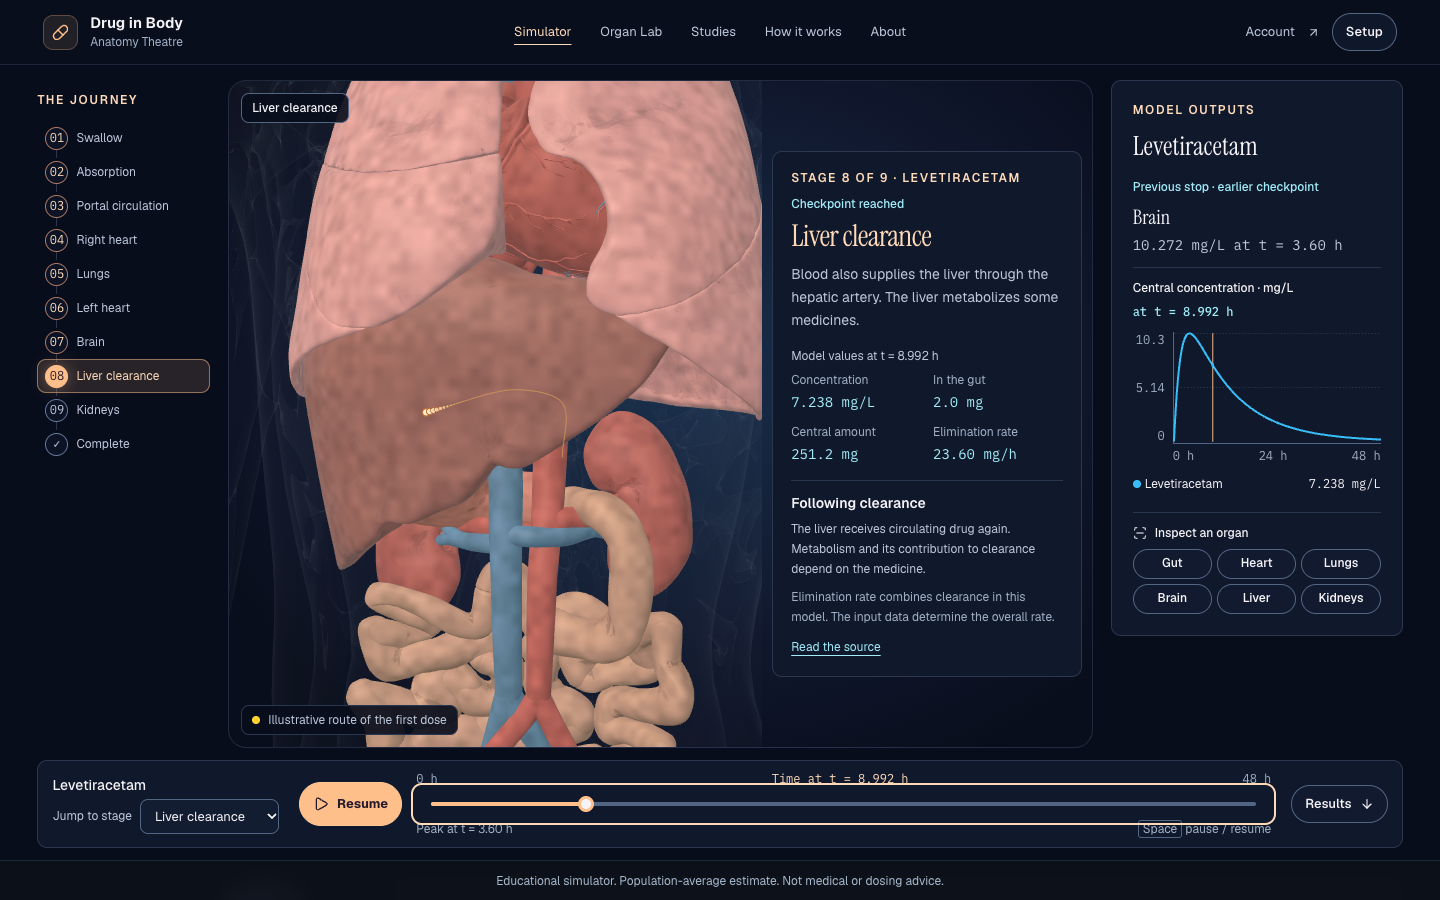 Drug in Body
Anatomy Theatre
Simulator
Organ Lab
Studies
How it works
About
Account ↗
Setup
THE JOURNEY
01 Swallow
02 Absorption
03 Portal circulation
04 Right heart
05 Lungs
06 Left heart
07 Brain
08 Liver clearance
09 Kidneys
✓ Complete
Liver clearance
Illustrative route of the first dose
STAGE 8 OF 9 · LEVETIRACETAM
Checkpoint reached
Liver clearance
Blood also supplies the liver through the
hepatic artery. The liver metabolizes some
medicines.
Model values at t = 8.992 h
Concentration In the gut
7.238 mg/L 2.0 mg
Central amount Elimination rate
251.2 mg 23.60 mg/h
Following clearance
The liver receives circulating drug again.
Metabolism and its contribution to clearance
depend on the medicine.
Elimination rate combines clearance in this
model. The input data determine the overall rate.
Read the source
MODEL OUTPUTS
Levetiracetam
Previous stop · earlier checkpoint
Brain
10.272 mg/L at t = 3.60 h
Central concentration · mg/L
at t = 8.992 h
10.3
5.14
0
0 h 24 h 48 h
Levetiracetam 7.238 mg/L
Inspect an organ
Gut Heart Lungs
Brain Liver Kidneys
Levetiracetam
Jump to stage Liver clearance
Resume
0 h Time at t = 8.992 h 48 h
Peak at t = 3.60 h Space pause / resume
Results ↓
Educational simulator. Population-average estimate. Not medical or dosing advice.